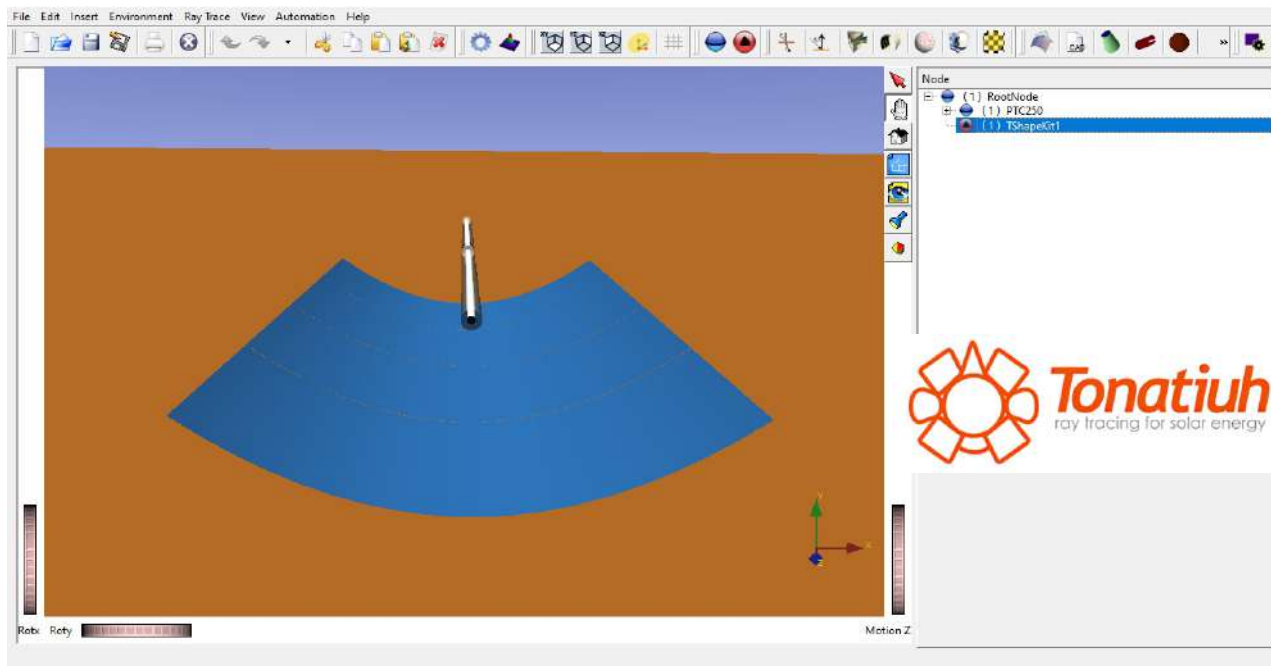 File Edit Insert Environment Ray Trace View Automation Help
Node
(1) RootNode
(1) PTC250
(1) TShapeKit1
Tonatiuh
ray tracing for solar energy
Y
X
Z
Rotx Roty
Motion Z